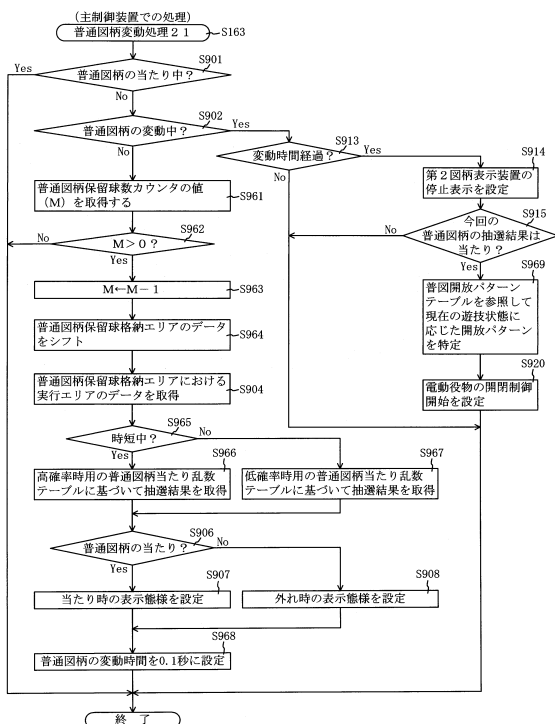 (主制御装置での処理)
普通図柄変動処理21
S163
S901
普通図柄の当たり中？
Yes
No
S902
普通図柄の変動中？
Yes
No
S961
普通図柄保留球数カウンタの値
(M)を取得する
S962
M＞0？
No
Yes
S963
M←M－1
S964
普通図柄保留球格納エリアのデータ
をシフト
S904
普通図柄保留球格納エリアにおける
実行エリアのデータを取得
S965
時短中？
Yes
No
S966
高確率時用の普通図柄当たり乱数
テーブルに基づいて抽選結果を取得
S967
低確率時用の普通図柄当たり乱数
テーブルに基づいて抽選結果を取得
S906
普通図柄の当たり？
Yes
No
S907
当たり時の表示態様を設定
S908
外れ時の表示態様を設定
S968
普通図柄の変動時間を0.1秒に設定
S913
変動時間経過？
Yes
No
S914
第2図柄表示装置の
停止表示を設定
S915
今回の
普通図柄の抽選結果は
当たり？
No
Yes
S969
普図開放パターン
テーブルを参照して
現在の遊技状態に
応じた開放パターン
を特定
S920
電動役物の開閉制御
開始を設定
終 了